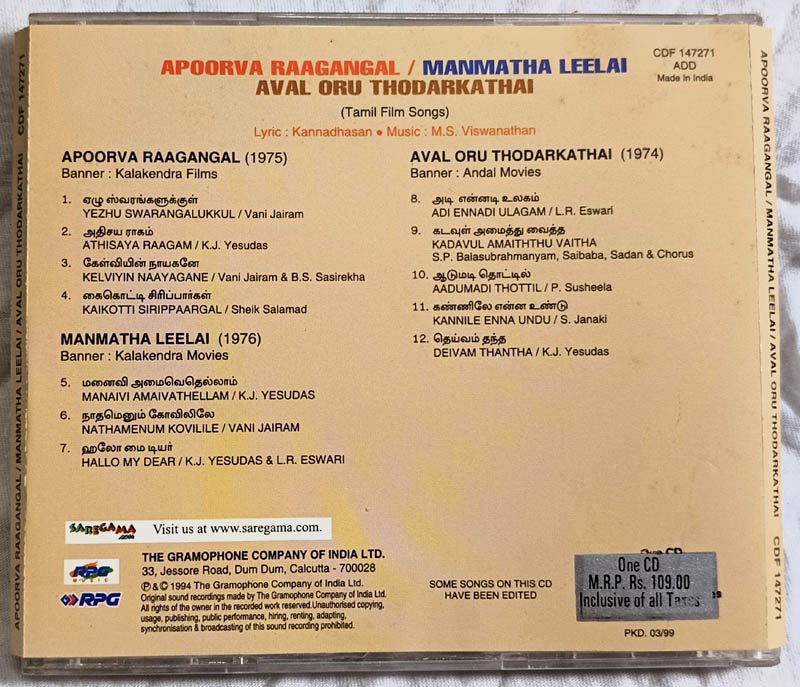 APOORVA RAAGANGAL / MANMATHA LEELAI / AVAL ORU THODARKATHAI CDF 147271
APOORVA RAAGANGAL / MANMATHA LEELAI
AVAL ORU THODARKATHAI
CDF 147271
ADD
Made in India
(Tamil Film Songs)
Lyric : Kannadhasan ● Music : M.S. Viswanathan
APOORVA RAAGANGAL (1975)
Banner : Kalakendra Films
1. ஏழு ஸ்வரங்களுக்குள்
YEZHU SWARANGALUKKUL / Vani Jairam
2. அதிசய ராகம்
ATHISAYA RAAGAM / K.J. Yesudas
3. கேள்வியின் நாயகனே
KELVIYIN NAAYAGANE / Vani Jairam & B.S. Sasirekha
4. கைகொட்டி சிரிப்பார்கள்
KAIKOTTI SIRIPPAARGAL / Sheik Salamad
MANMATHA LEELAI (1976)
Banner : Kalakendra Movies
5. மனைவி அமைவெதெல்லாம்
MANAIVI AMAIVATHELLAM / K.J. YESUDAS
6. நாதமெனும் கோவிலிலே
NATHAMENUM KOVILILE / VANI JAIRAM
7. ஹலோ மை டியர்
HALLO MY DEAR / K.J. YESUDAS & L.R. ESWARI
AVAL ORU THODARKATHAI (1974)
Banner : Andal Movies
8. அடி என்னடி உலகம்
ADI ENNADI ULAGAM / L.R. Eswari
9. கடவுள் அமைத்து வைத்த
KADAVUL AMAITHTHU VAITHA
S.P. Balasubrahmanyam, Saibaba, Sadan & Chorus
10. ஆடுமடி தொட்டில்
AADUMADI THOTTIL / P. Susheela
11. கண்ணிலே என்ன உண்டு
KANNILE ENNA UNDU / S. Janaki
12. தெய்வம் தந்த
DEIVAM THANTHA / K.J. Yesudas
SAREGAMA.com
Visit us at www.saregama.com.
RPG
MUSIC
RPG
THE GRAMOPHONE COMPANY OF INDIA LTD.
33, Jessore Road, Dum Dum, Calcutta - 700028
℗ & © 1994 The Gramophone Company of India Ltd.
Original sound recordings made by The Gramophone Company of India Ltd.
All rights of the owner in the recorded work reserved.Unauthorised copying,
usage, publishing, public performance, hiring, renting, adapting,
synchronisation & broadcasting of this sound recording prohibited.
SOME SONGS ON THIS CD
HAVE BEEN EDITED
One CD
One CD
M.R.P. Rs. 109.00
Inclusive of all Taxes
PKD. 03/99
APOORVA RAAGANGAL / MANMATHA LEELAI / AVAL ORU THODARKATHAI CDF 147271